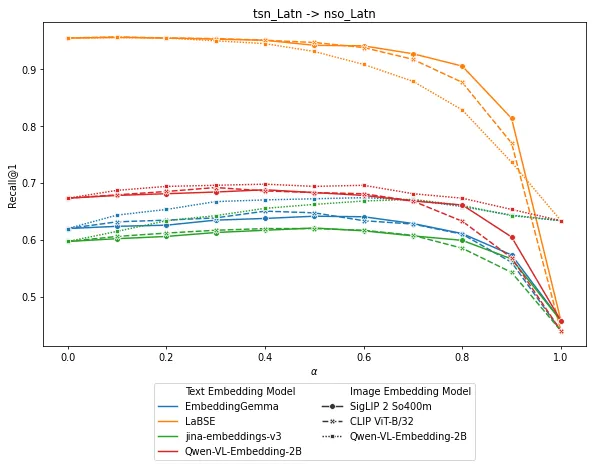 tsn_Latn -> nso_Latn
Recall@1
0.9
0.8
0.7
0.6
0.5
0.0 0.2 0.4 0.6 0.8 1.0
α
Text Embedding Model Image Embedding Model
EmbeddingGemma SigLIP 2 So400m
LaBSE CLIP ViT-B/32
jina-embeddings-v3 Qwen-VL-Embedding-2B
Qwen-VL-Embedding-2B